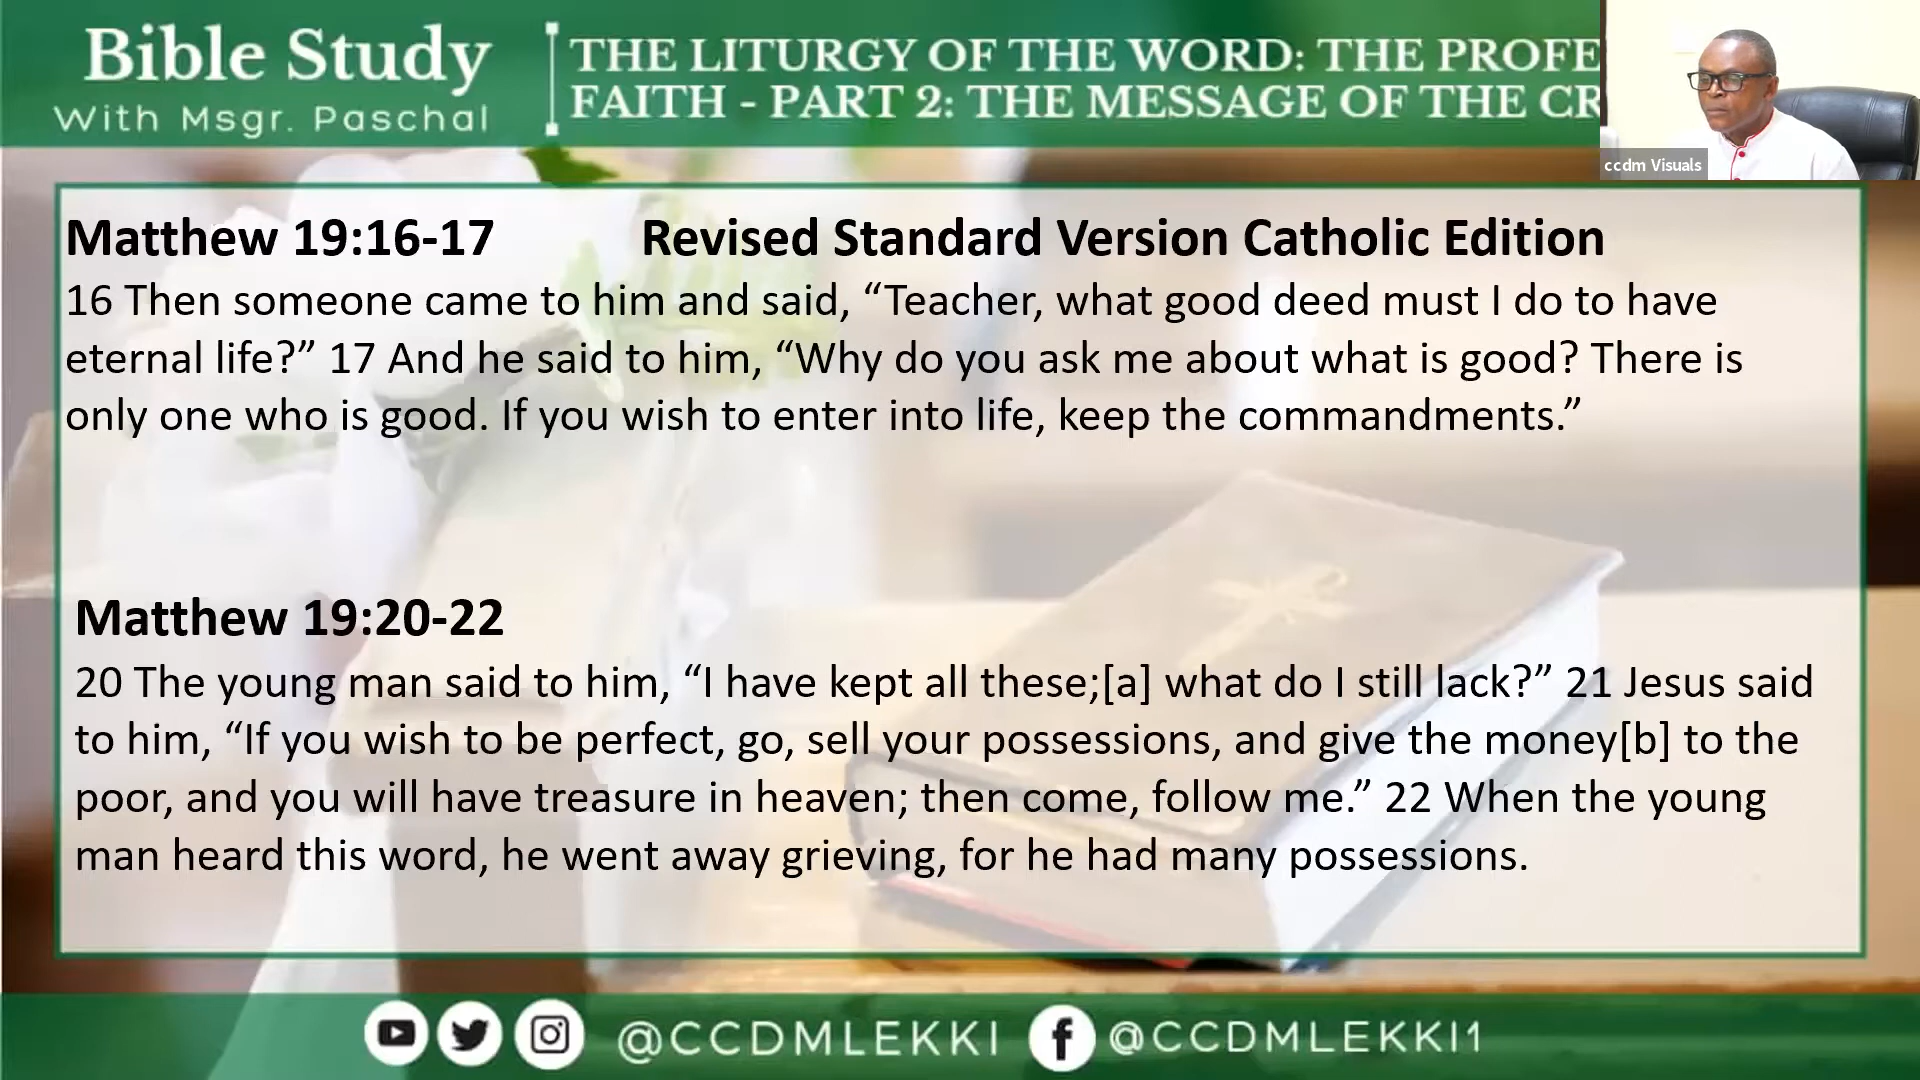 Bible Study
With Msgr. Paschal
THE LITURGY OF THE WORD: THE PROFE
FAITH - PART 2: THE MESSAGE OF THE CR
ccdm Visuals
Matthew 19:16-17 Revised Standard Version Catholic Edition
16 Then someone came to him and said, “Teacher, what good deed must I do to have
eternal life?” 17 And he said to him, “Why do you ask me about what is good? There is
only one who is good. If you wish to enter into life, keep the commandments.”
Matthew 19:20-22
20 The young man said to him, “I have kept all these;[a] what do I still lack?” 21 Jesus said
to him, “If you wish to be perfect, go, sell your possessions, and give the money[b] to the
poor, and you will have treasure in heaven; then come, follow me.” 22 When the young
man heard this word, he went away grieving, for he had many possessions.
@CCDMLEKKI @CCDMLEKKI1